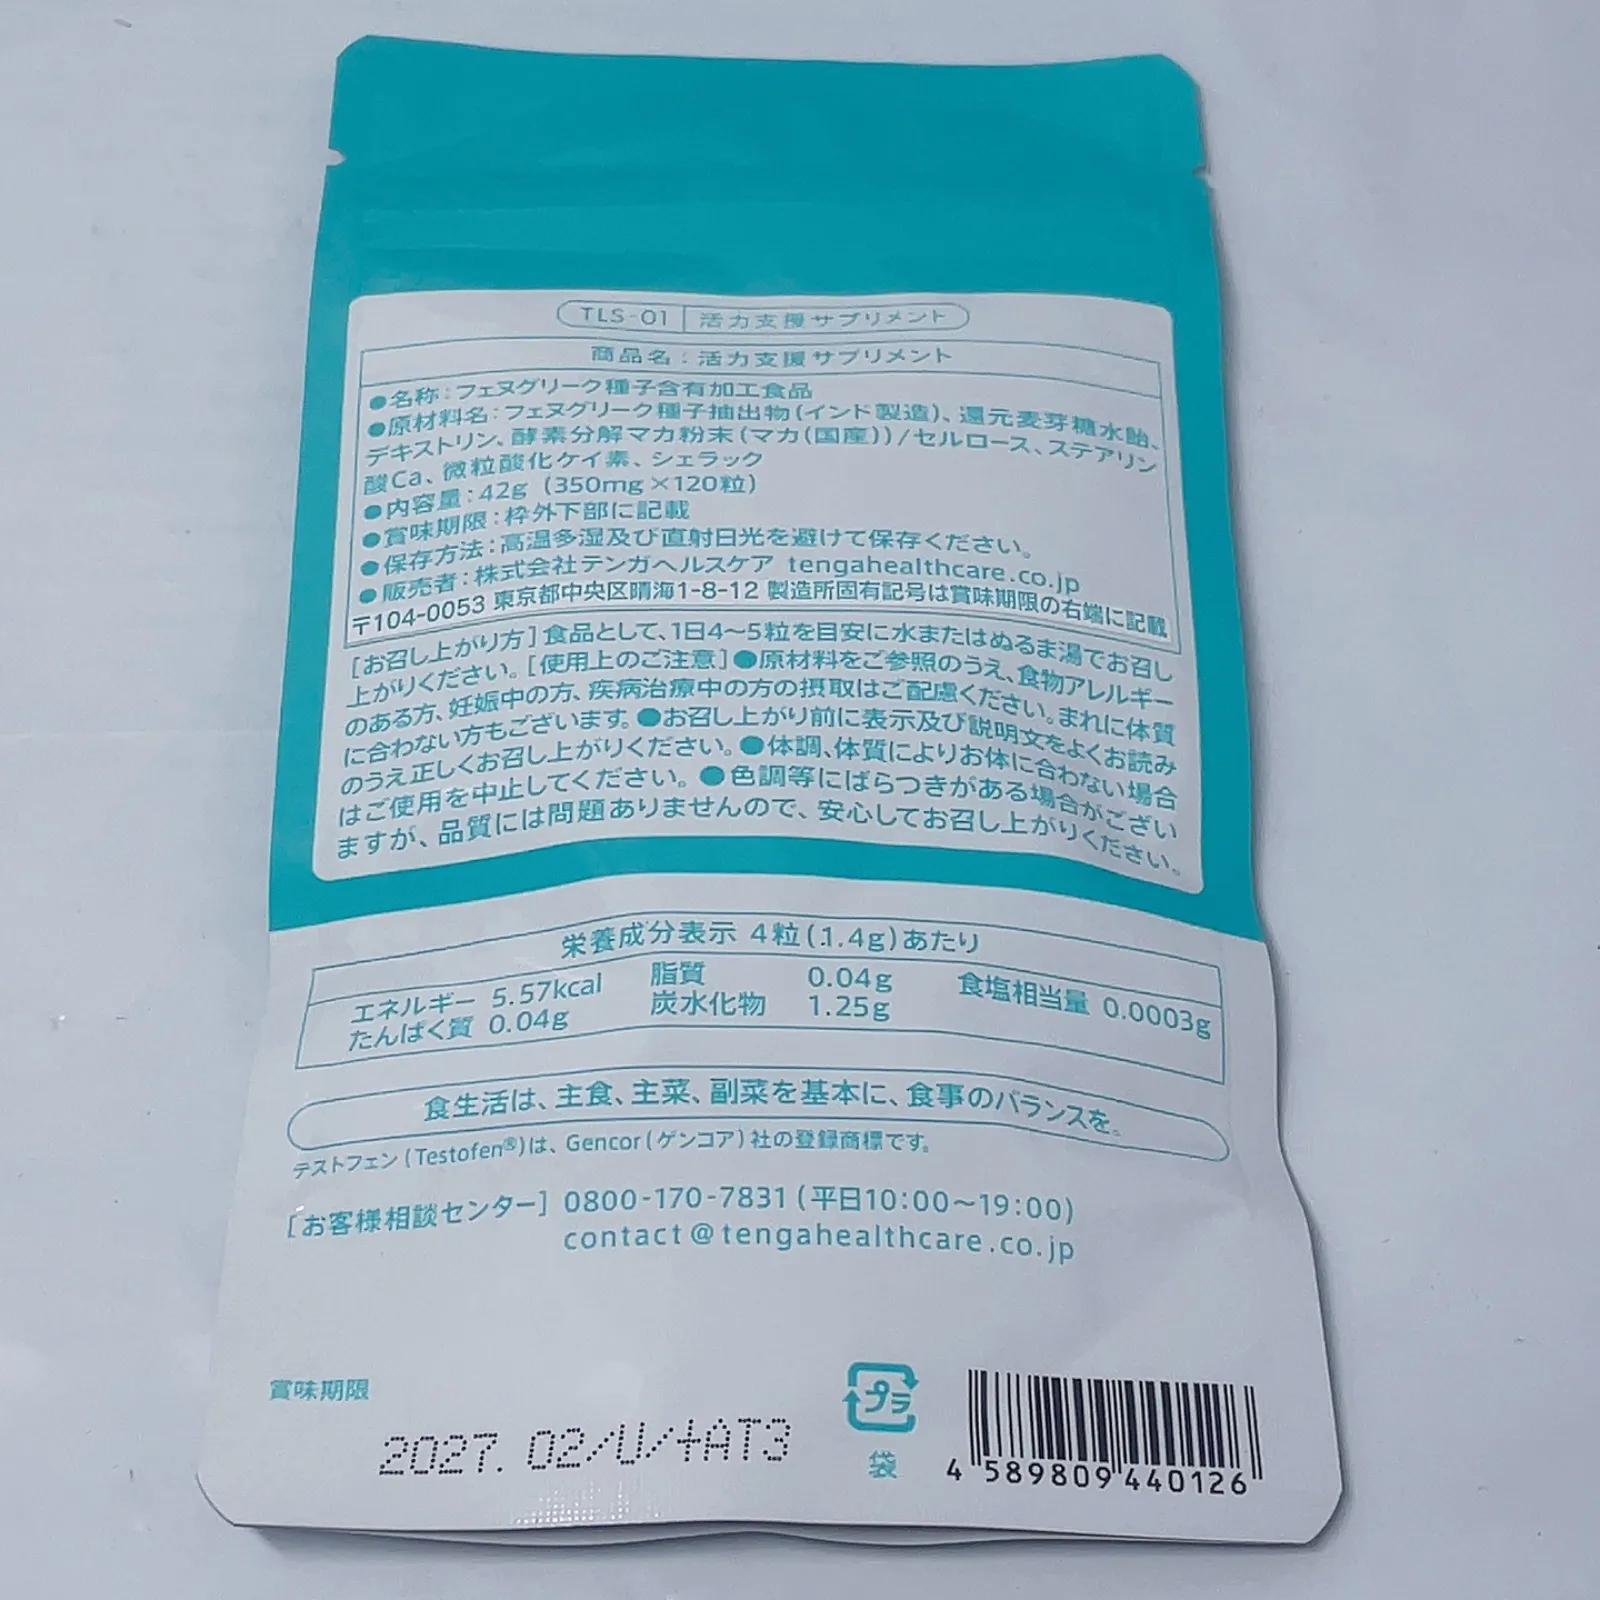 TLS-01 活力支援サプリメント
商品名：活力支援サプリメント
●名称：フェヌグリーク種子含有加工食品
●原材料名：フェヌグリーク種子抽出物（インド製造）、還元麦芽糖水飴、
デキストリン、酵素分解マカ粉末（マカ（国産））/セルロース、ステアリン
酸Ca、微粒酸化ケイ素、シェラック
●内容量：42g（350mg×120粒）
●賞味期限：枠外下部に記載
●保存方法：高温多湿及び直射日光を避けて保存ください。
●販売者：株式会社テンガヘルスケア tengahealthcare.co.jp
〒104-0053 東京都中央区晴海1-8-12 製造所固有記号は賞味期限の右端に記載
［お召し上がり方］食品として、1日4〜5粒を目安に水またはぬるま湯でお召し
上がりください。［使用上のご注意］●原材料をご参照のうえ、食物アレルギー
のある方、妊娠中の方、疾病治療中の方の摂取はご配慮ください。まれに体質
に合わない方もございます。●お召し上がり前に表示及び説明文をよくお読み
のうえ正しくお召し上がりください。●体調、体質によりお体に合わない場合
はご使用を中止してください。●色調等にばらつきがある場合がござい
ますが、品質には問題ありませんので、安心してお召し上がりください。
栄養成分表示 4粒(1.4g)あたり
エネルギー 5.57kcal 脂質 0.04g 食塩相当量 0.0003g
たんぱく質 0.04g 炭水化物 1.25g
食生活は、主食、主菜、副菜を基本に、食事のバランスを。
テストフェン（Testofen®）は、Gencor（ゲンコア）社の登録商標です。
［お客様相談センター］0800-170-7831（平日10：00〜19：00）
contact@tengahealthcare.co.jp
賞味期限
2027.02/U/+AT3
プラ
袋
4 589809 440126